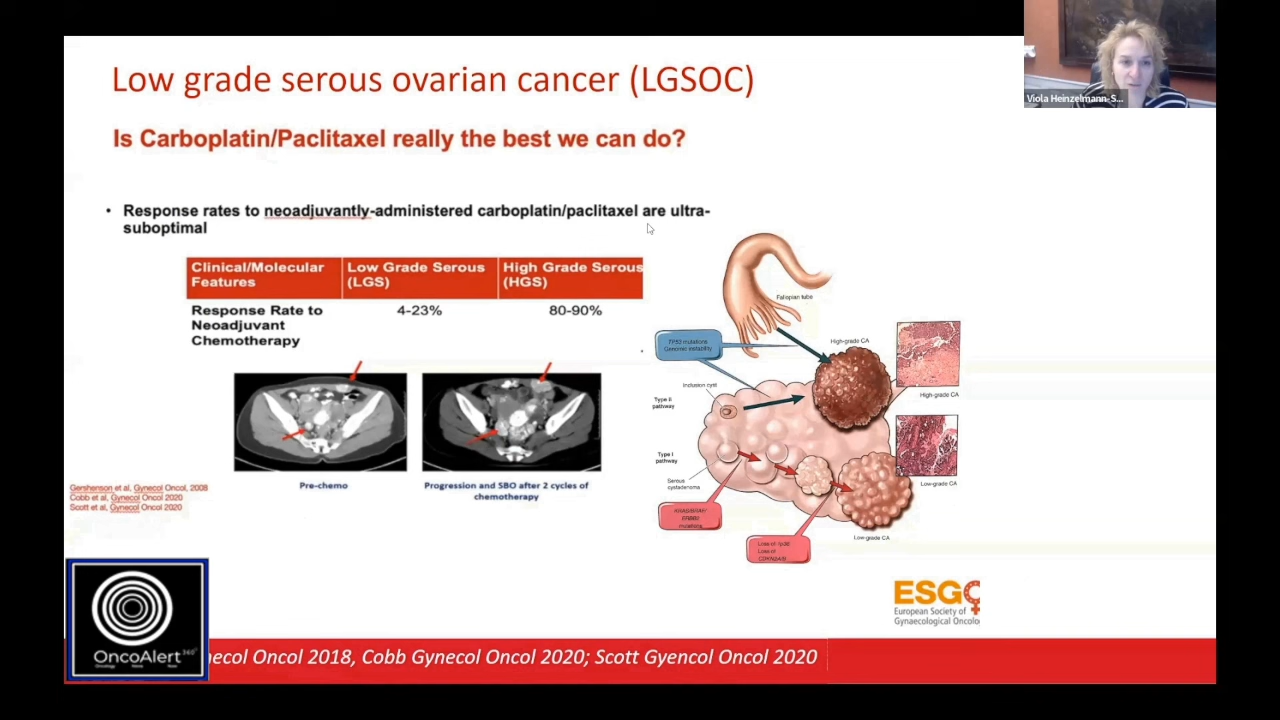 Low grade serous ovarian cancer (LGSOC)
Viola Heinzelmann-S...
Is Carboplatin/Paclitaxel really the best we can do?
• Response rates to neoadjuvantly-administered carboplatin/paclitaxel are ultra-
suboptimal
Clinical/Molecular
Features
Low Grade Serous
(LGS)
High Grade Serous
(HGS)
Response Rate to
Neoadjuvant
Chemotherapy
4-23%
80-90%
Pre-chemo
Progression and SBO after 2 cycles of
chemotherapy
Gershenson et al, Gynecol Oncol, 2008
Cobb et al, Gynecol Oncol 2020
Scott et al, Gynecol Oncol 2020
Fallopian tube
TP53 mutations
Genomic instability
High-grade CA
Inclusion cyst
Type II
pathway
High-grade CA
Type I
pathway
Serous
cystadenoma
mutations
Loss of
Loss of
Low-grade CA
Low-grade CA
ESGO
European Society of
Gynaecological Oncolo
OncoAlert 360°
necol Oncol 2018, Cobb Gynecol Oncol 2020; Scott Gyencol Oncol 2020